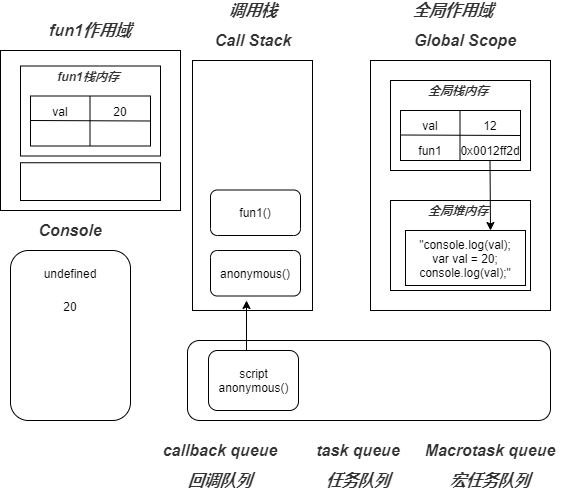 fun1作用域
fun1栈内存
val 20
Console
undefined
20
调用栈
Call Stack
fun1()
anonymous()
script
anonymous()
全局作用域
Global Scope
全局栈内存
val 12
fun1 0x0012ff2d
全局堆内存
"console.log(val);
var val = 20;
console.log(val);"
callback queue task queue Macrotask queue
回调队列 任务队列 宏任务队列